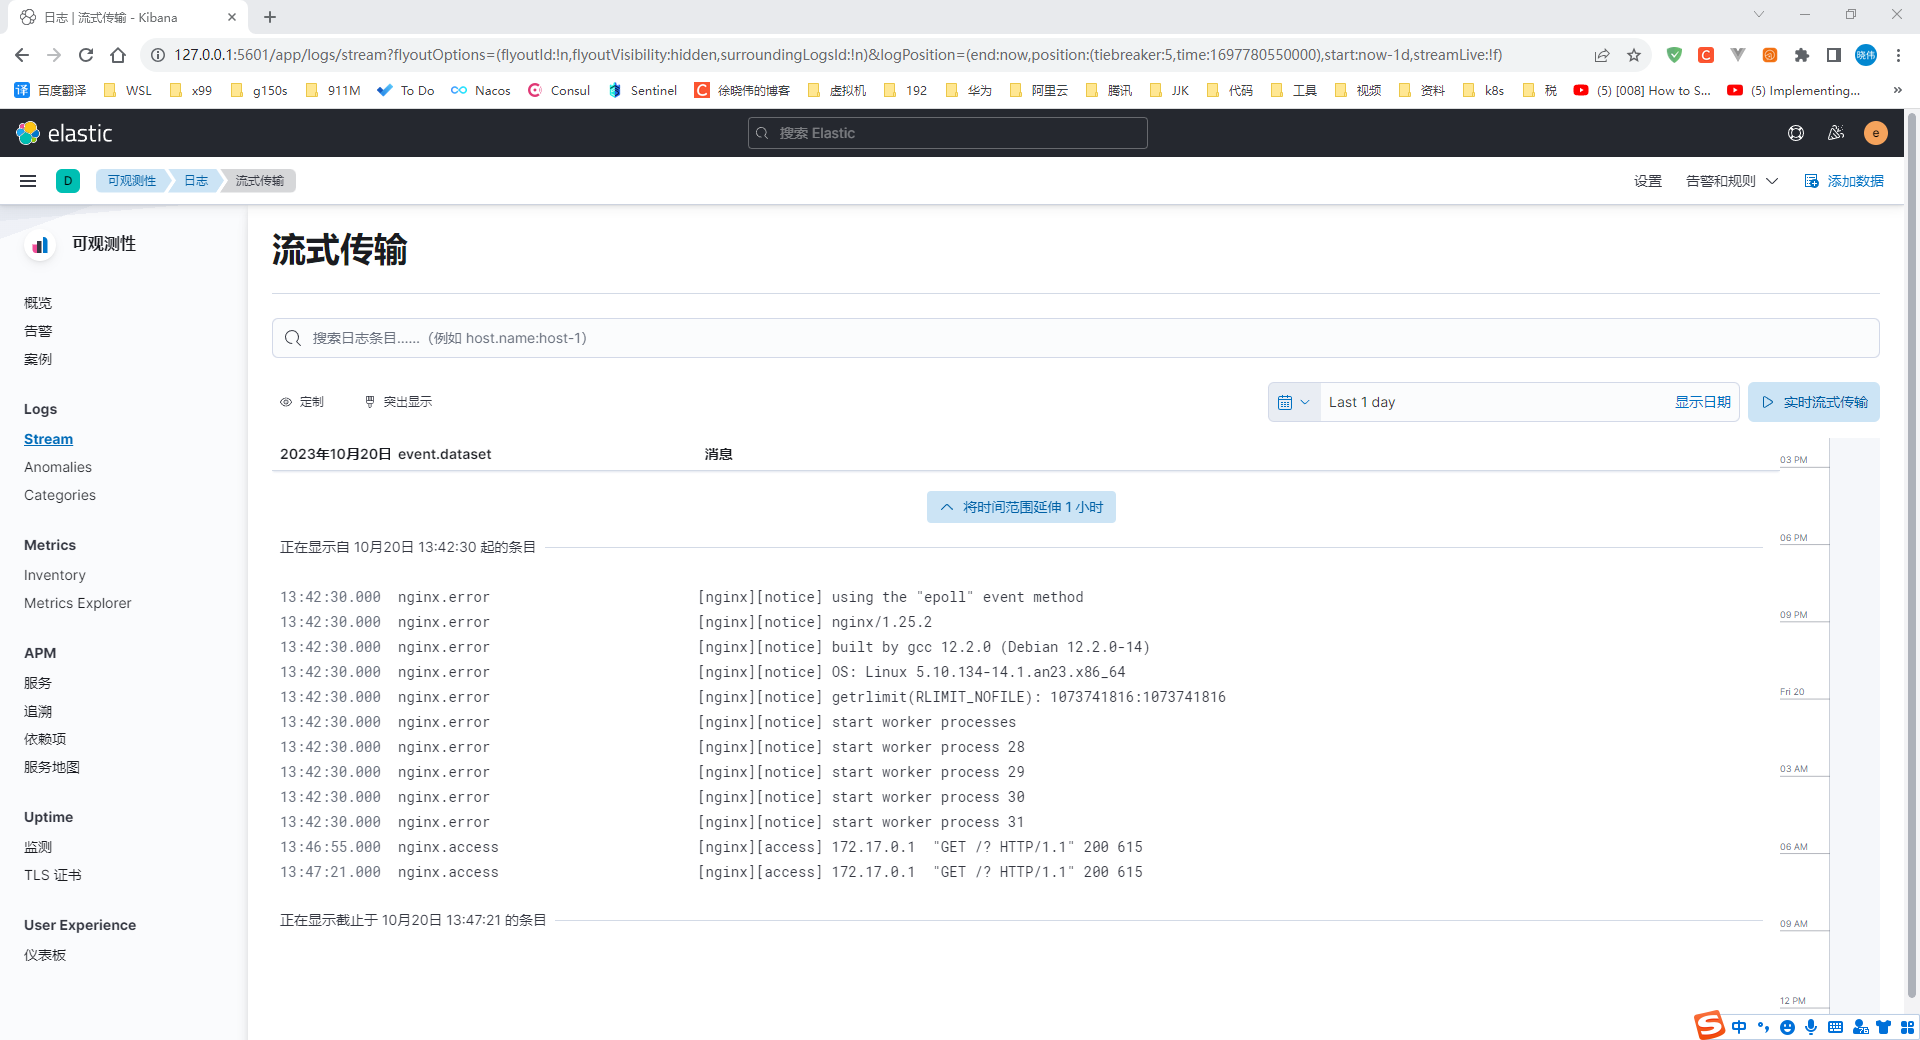 日志 | 流式传输 - Kibana
127.0.0.1:5601/app/logs/stream?flyoutOptions=(flyoutId:!n,flyoutVisibility:hidden,surroundingLogsId:!n)&logPosition=(end:now,position:(tiebreaker:5,time:1697780550000),start:now-1d,streamLive:!f)
晓伟
译 百度翻译 WSL x99 g150s 911M To Do Nacos Consul Sentinel C 徐晓伟的博客 虚拟机 192 华为 阿里云 腾讯 JJK 代码 工具 视频 资料 k8s 税 (5) [008] How to S... (5) Implementing... »
elastic
搜索 Elastic
e
D 可观测性 日志 流式传输
设置 告警和规则 添加数据
可观测性
概览
告警
案例
Logs
Stream
Anomalies
Categories
Metrics
Inventory
Metrics Explorer
APM
服务
追溯
依赖项
服务地图
Uptime
监测
TLS 证书
User Experience
仪表板
流式传输
搜索日志条目……（例如 host.name:host-1）
定制 突出显示
Last 1 day 显示日期 实时流式传输
2023年10月20日 event.dataset 消息
将时间范围延伸 1 小时
正在显示自 10月20日 13:42:30 起的条目
13:42:30.000 nginx.error [nginx][notice] using the "epoll" event method
13:42:30.000 nginx.error [nginx][notice] nginx/1.25.2
13:42:30.000 nginx.error [nginx][notice] built by gcc 12.2.0 (Debian 12.2.0-14)
13:42:30.000 nginx.error [nginx][notice] OS: Linux 5.10.134-14.1.an23.x86_64
13:42:30.000 nginx.error [nginx][notice] getrlimit(RLIMIT_NOFILE): 1073741816:1073741816
13:42:30.000 nginx.error [nginx][notice] start worker processes
13:42:30.000 nginx.error [nginx][notice] start worker process 28
13:42:30.000 nginx.error [nginx][notice] start worker process 29
13:42:30.000 nginx.error [nginx][notice] start worker process 30
13:42:30.000 nginx.error [nginx][notice] start worker process 31
13:46:55.000 nginx.access [nginx][access] 172.17.0.1 "GET /? HTTP/1.1" 200 615
13:47:21.000 nginx.access [nginx][access] 172.17.0.1 "GET /? HTTP/1.1" 200 615
正在显示截止于 10月20日 13:47:21 的条目
03 PM
06 PM
09 PM
Fri 20
03 AM
06 AM
09 AM
12 PM
S 中